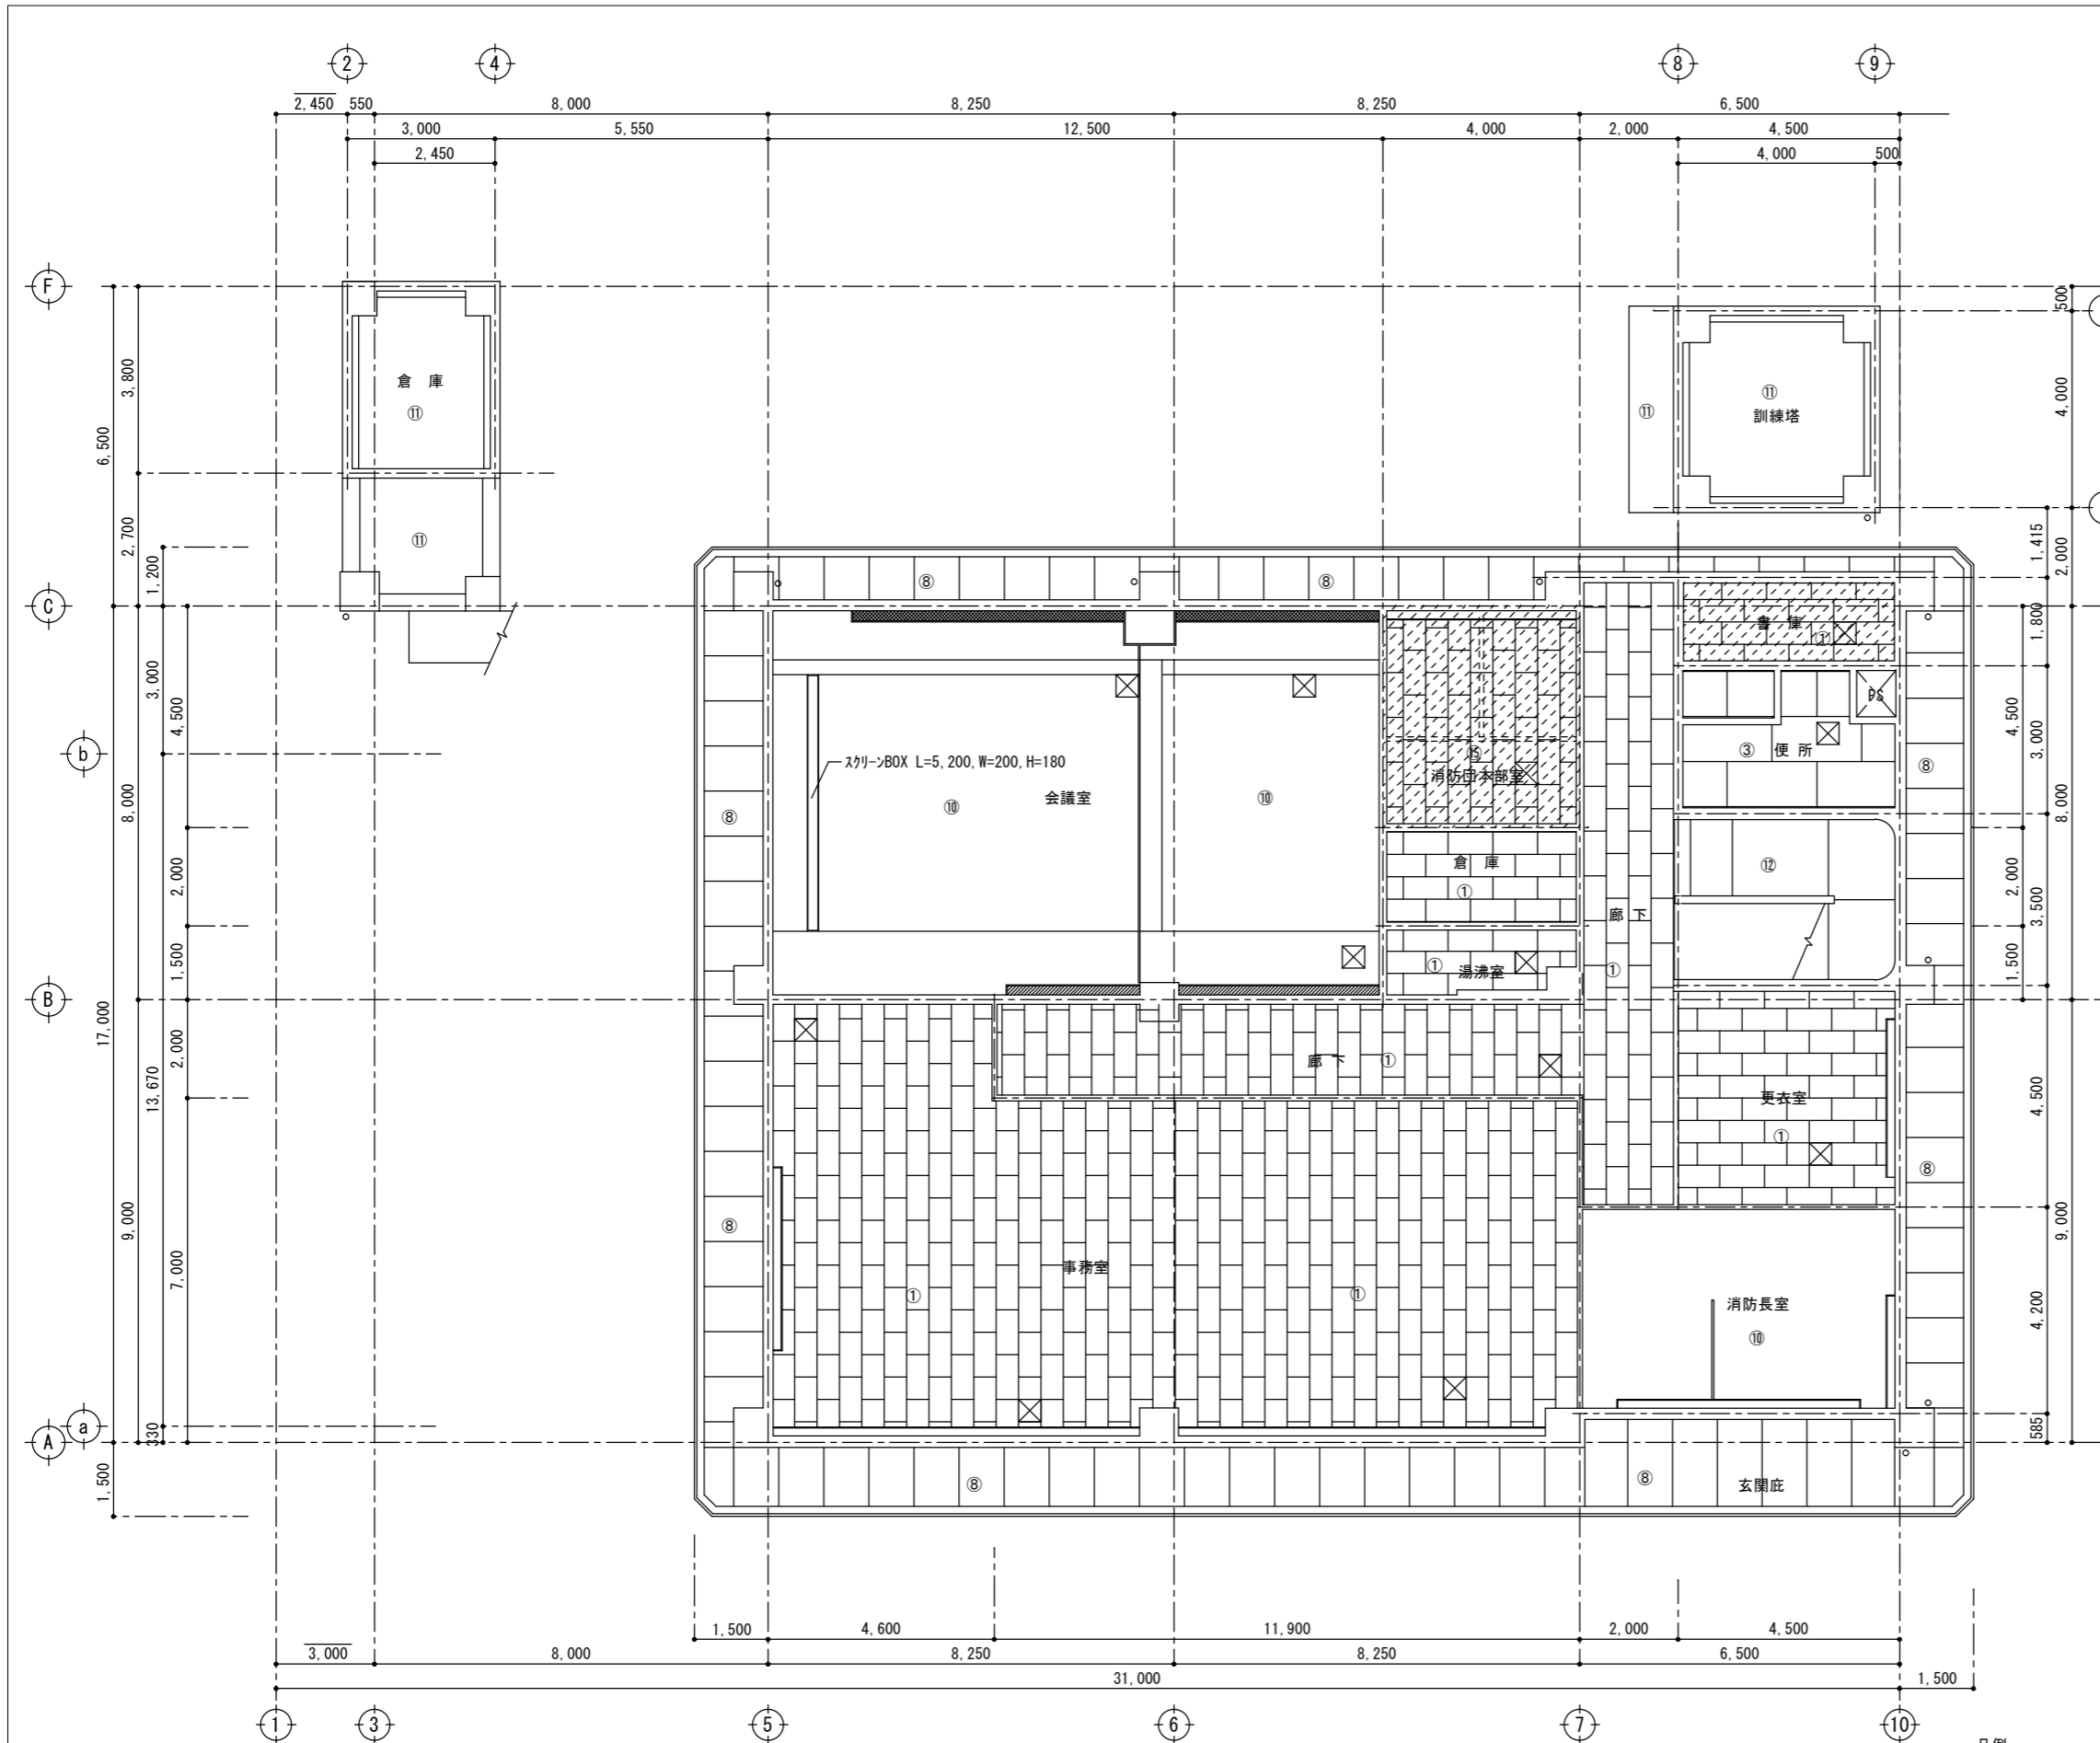 2 4 8 9
2,450 550 8,000 8,250 8,250 6,500
3,000 5,550 12,500 4,000 2,000 4,500
2,450 4,000 500
F
500
3,800
倉 庫
⑪
⑪
⑪
訓練塔
4,000
6,500
2,700
⑪
1,200
1,415
2,000
⑧ ⑧
C
1,800
書 庫
①
3,000
4,500
PS
4,500
3,000
b
③ 便 所
⑧
スクリーンBOX L=5,200,W=200,H=180
⑮
消防団本部室
8,000
⑩ 会議室 ⑩
⑧
8,000
倉 庫
①
⑫
2,000
2,000
3,500
廊 下
①
① 湯沸室
1,500
1,500
B
17,000
2,000
13,670
廊 下 ①
更衣室
①
4,500
⑧
9,000
⑧
7,000
事務室
① ①
9,000
消防長室
⑩
4,200
a
A
330
585
1,500
⑧ ⑧ 玄関庇
1,500 4,600 11,900 2,000 4,500
3,000 8,000 8,250 8,250 6,500
31,000 1,500
1 3 5 6 7 10